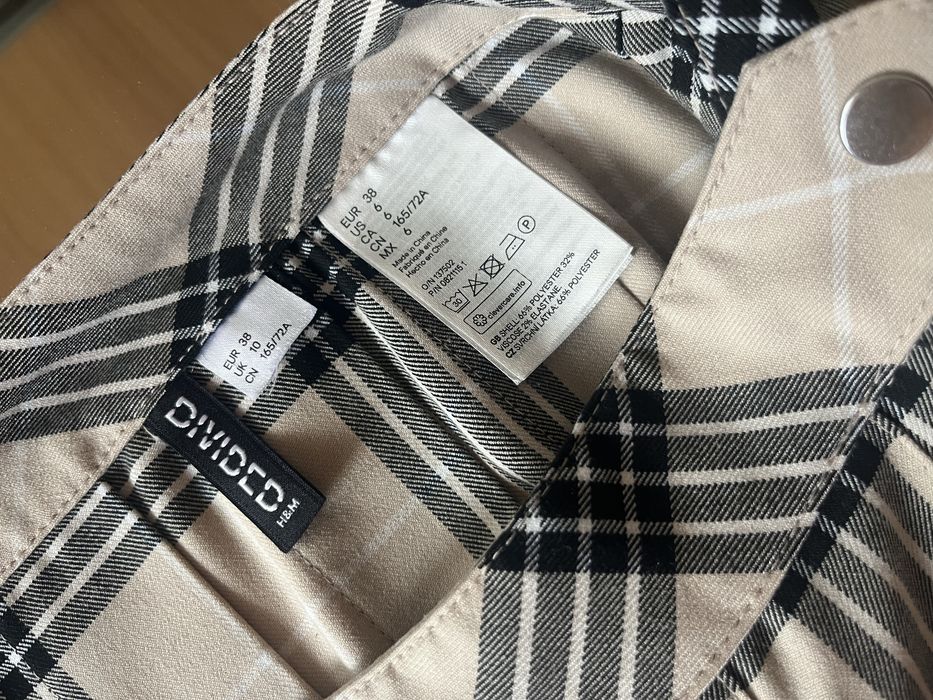 EUR 38
US 6
CA 6
CN 165/72A
MX 6
Made in China
Fabriqué en Chine
Hecho en China
O/N 137502
P/N 0821115 1
30
P
clevercare.info
GB SHELL: 66% POLYESTER 32%
VISCOSE 2% ELASTANE.
CZ SVRCHNÍ LÁTKA: 66% POLYESTER
EUR 38
UK 10
CN 165/72A
DIVIDED
H&M